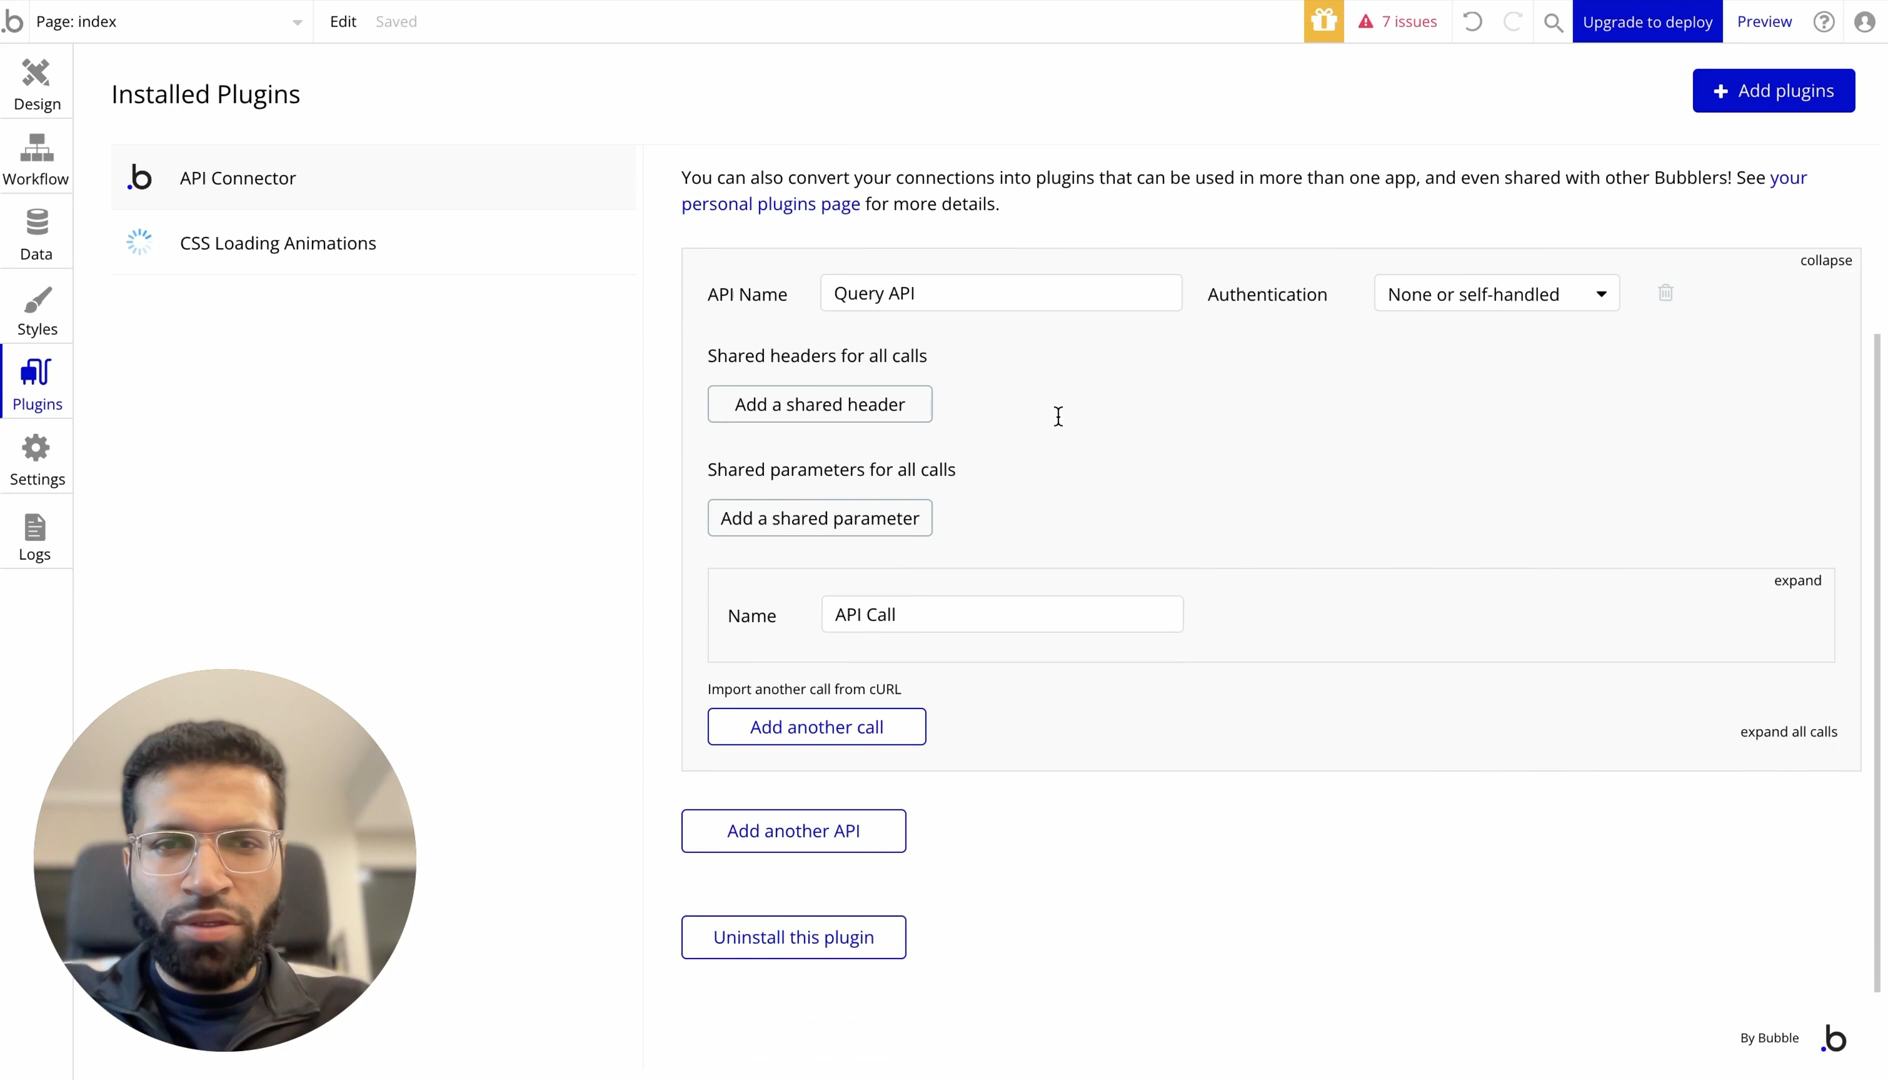 Page: index
Edit
Saved
7 issues
Upgrade to deploy
Preview
Design
Workflow
Data
Styles
Plugins
Settings
Logs
Installed Plugins
+ Add plugins
.b API Connector
CSS Loading Animations
You can also convert your connections into plugins that can be used in more than one app, and even shared with other Bubblers! See your
personal plugins page for more details.
collapse
API Name
Query API
Authentication
None or self-handled
Shared headers for all calls
Add a shared header
Shared parameters for all calls
Add a shared parameter
expand
Name
API Call
Import another call from cURL
Add another call
expand all calls
Add another API
Uninstall this plugin
By Bubble .b